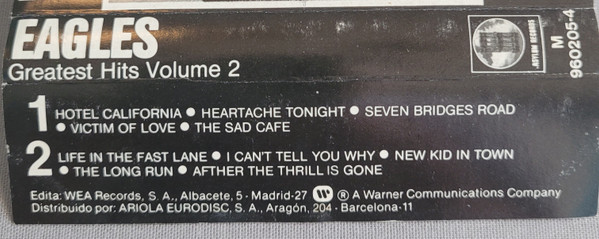 EAGLES
Greatest Hits Volume 2
ASYLUM RECORDS
M
960205-4
1 HOTEL CALIFORNIA ● HEARTACHE TONIGHT ● SEVEN BRIDGES ROAD
● VICTIM OF LOVE ● THE SAD CAFE
2 LIFE IN THE FAST LANE ● I CAN'T TELL YOU WHY ● NEW KID IN TOWN
● THE LONG RUN ● AFTHER THE THRILL IS GONE
Edita: WEA Records, S. A., Albacete, 5 - Madrid-27 ® A Warner Communications Company
Distribuido por: ARIOLA EURODISC, S. A., Aragón, 204 - Barcelona-11